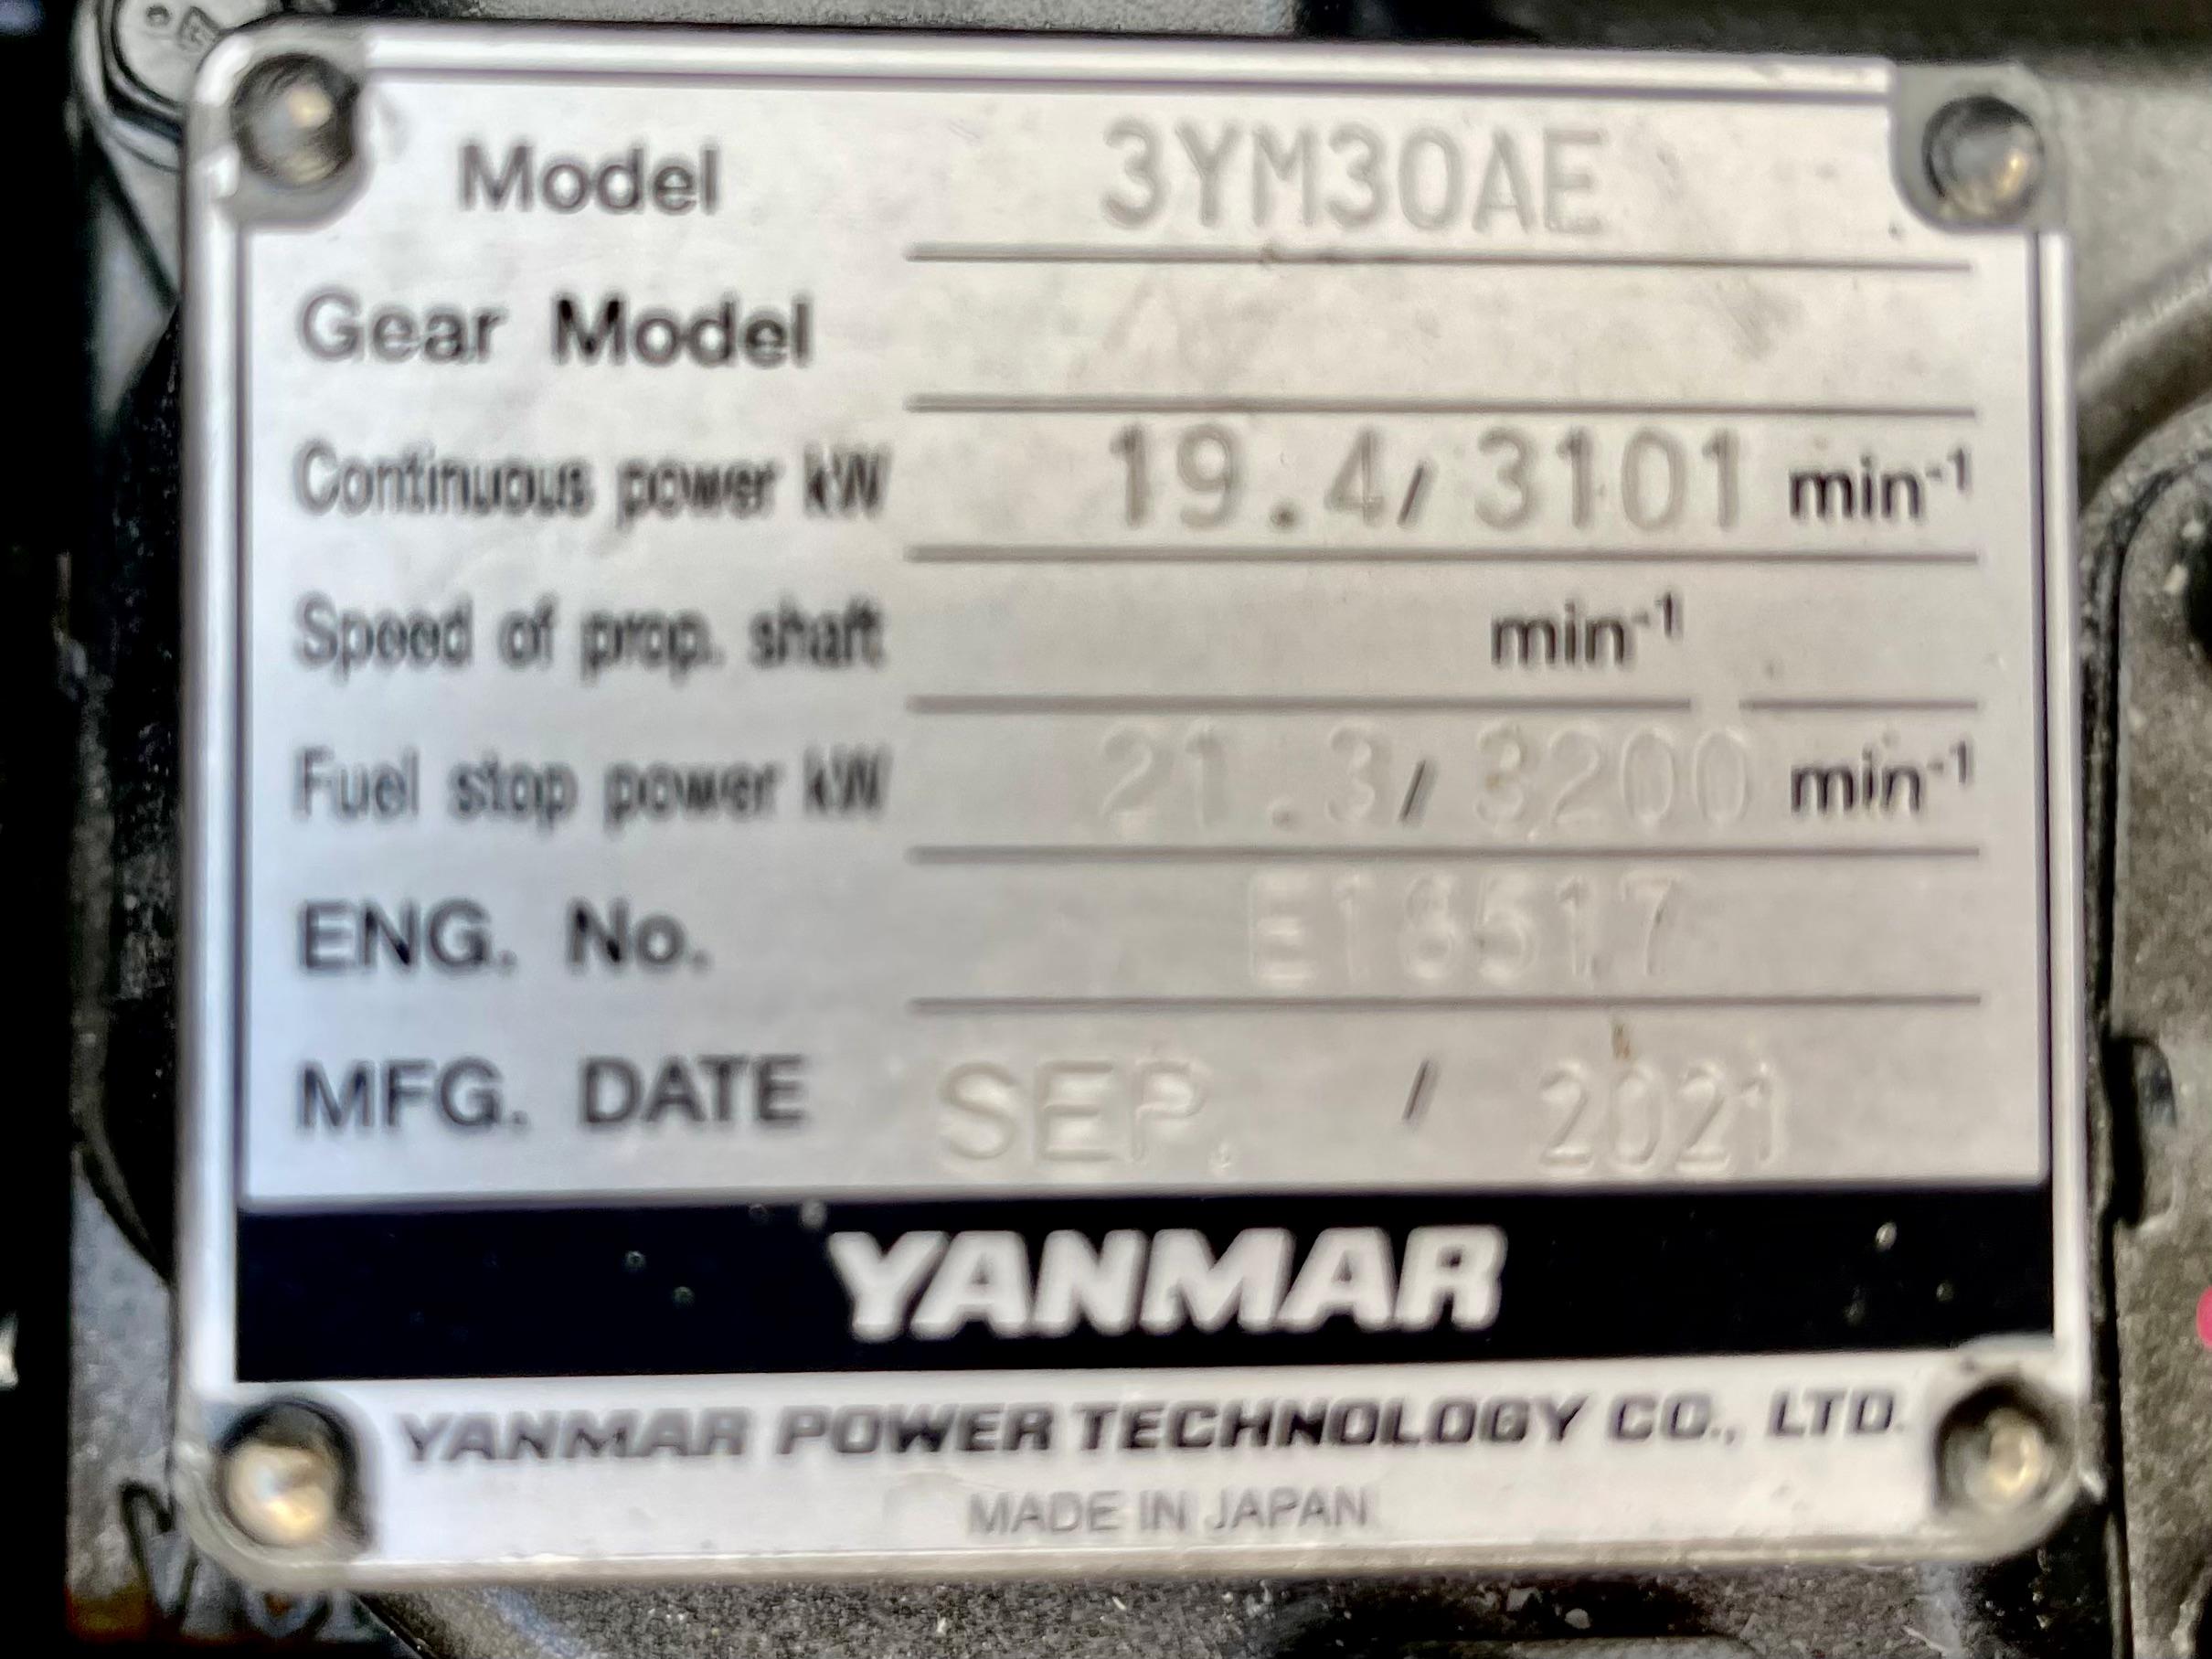 Model 3YM30AE
Gear Model
Continuous power kW 19.4/3101 min⁻¹
Speed of prop. shaft min⁻¹
Fuel stop power kW 21.3/3200 min⁻¹
ENG. No. E16517
MFG. DATE SEP. / 2021
YANMAR
YANMAR POWER TECHNOLOGY CO., LTD.
MADE IN JAPAN